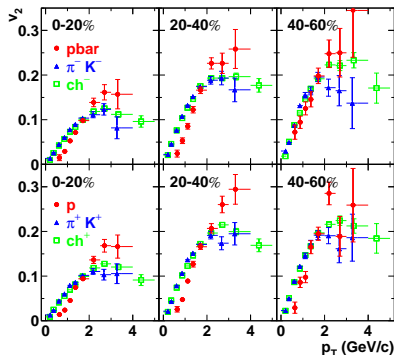 v₂
0-20% 20-40% 40-60%
0.3
pbar
π⁻ K⁻
ch⁻
0.2
0.1
0
0-20% 20-40% 40-60%
0.3
p
π⁺ K⁺
ch⁺
0.2
0.1
0
0 2 4 0 2 4 0 2 4
p_T (GeV/c)